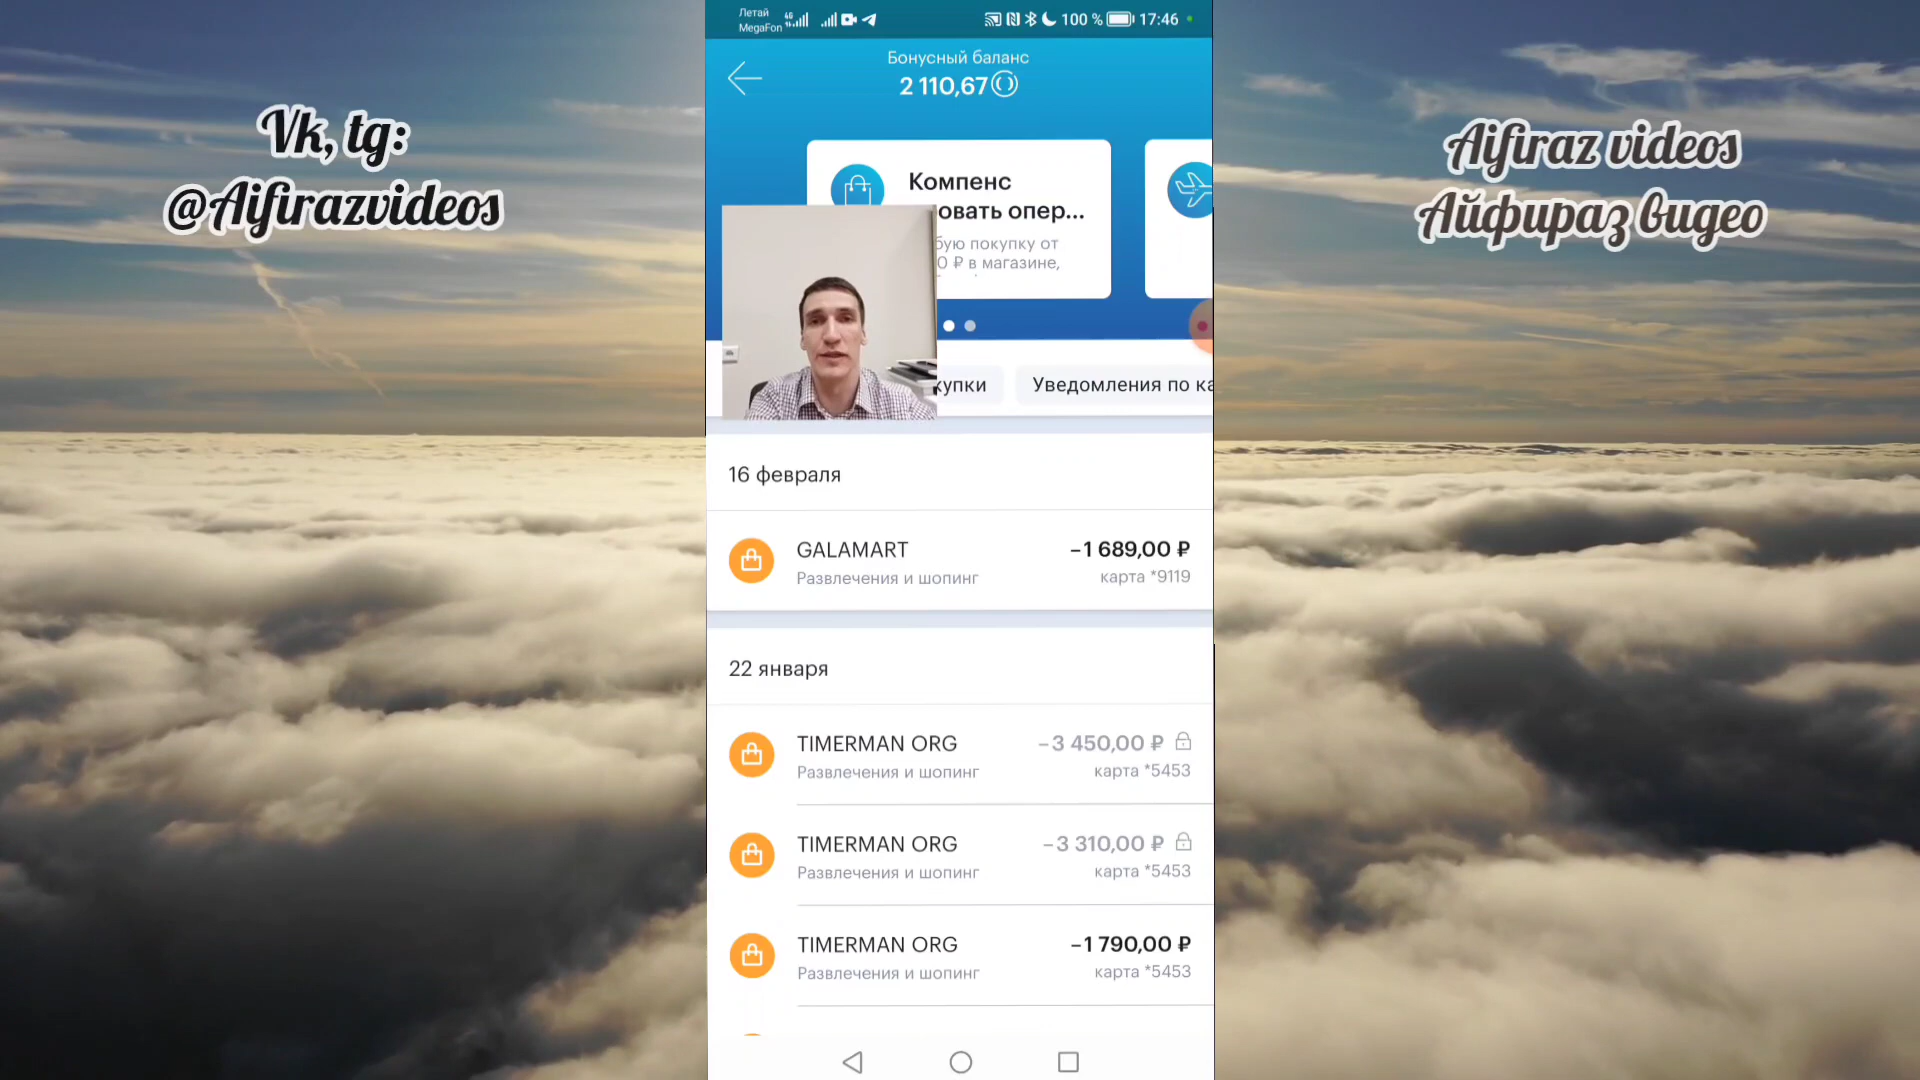 Vk, tg:
@Aifirazvideos
Aifiraz videos
Айфираз видео
Летай
MegaFon
4G
100 %
17:46
Бонусный баланс
2 110,67
Компенс
овать опер...
бую покупку от
0 ₽ в магазине,
купки
Уведомления по ка
16 февраля
GALAMART
–1 689,00 ₽
Развлечения и шопинг
карта *9119
22 января
TIMERMAN ORG
–3 450,00 ₽
Развлечения и шопинг
карта *5453
TIMERMAN ORG
–3 310,00 ₽
Развлечения и шопинг
карта *5453
TIMERMAN ORG
–1 790,00 ₽
Развлечения и шопинг
карта *5453